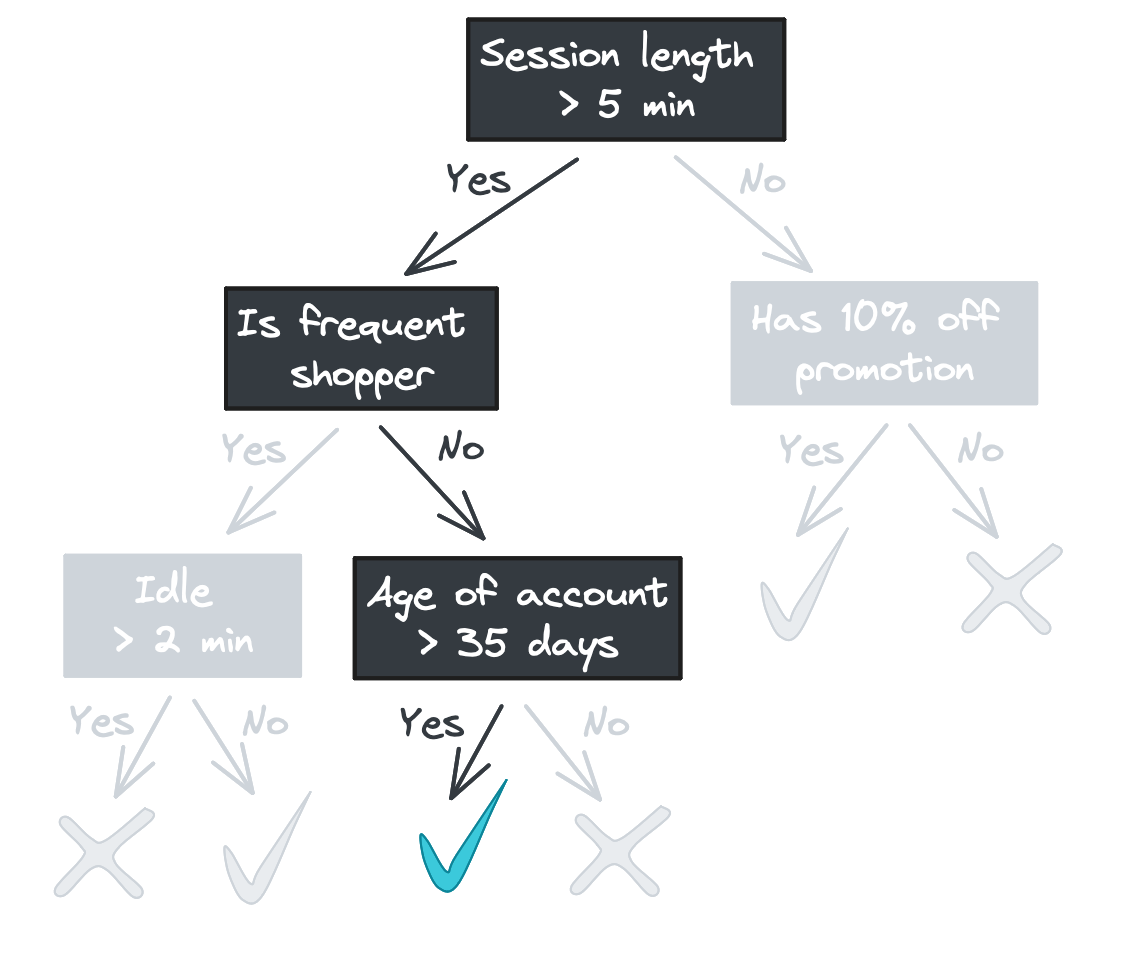 Session length
> 5 min
Yes
No
Is frequent
shopper
Has 10% off
promotion
Yes
No
Yes
No
Idle
> 2 min
Age of account
> 35 days
Yes
No
Yes
No